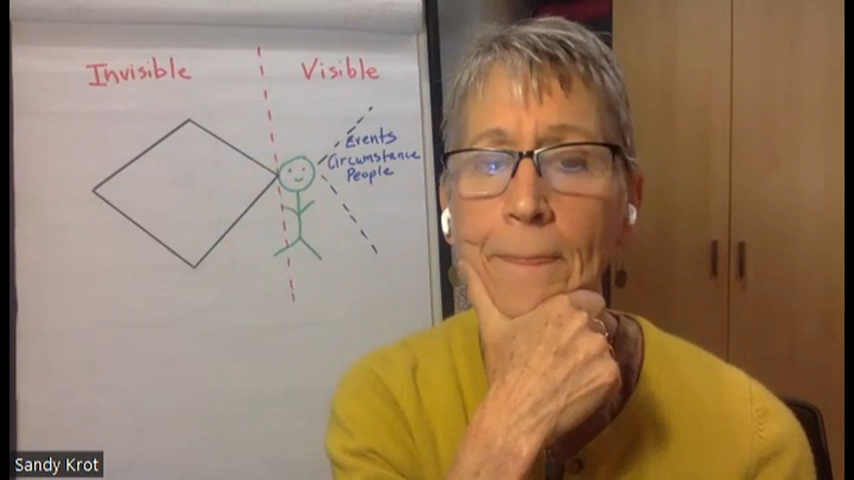 Invisible
Visible
Events
Circumstance
People
Sandy Krot